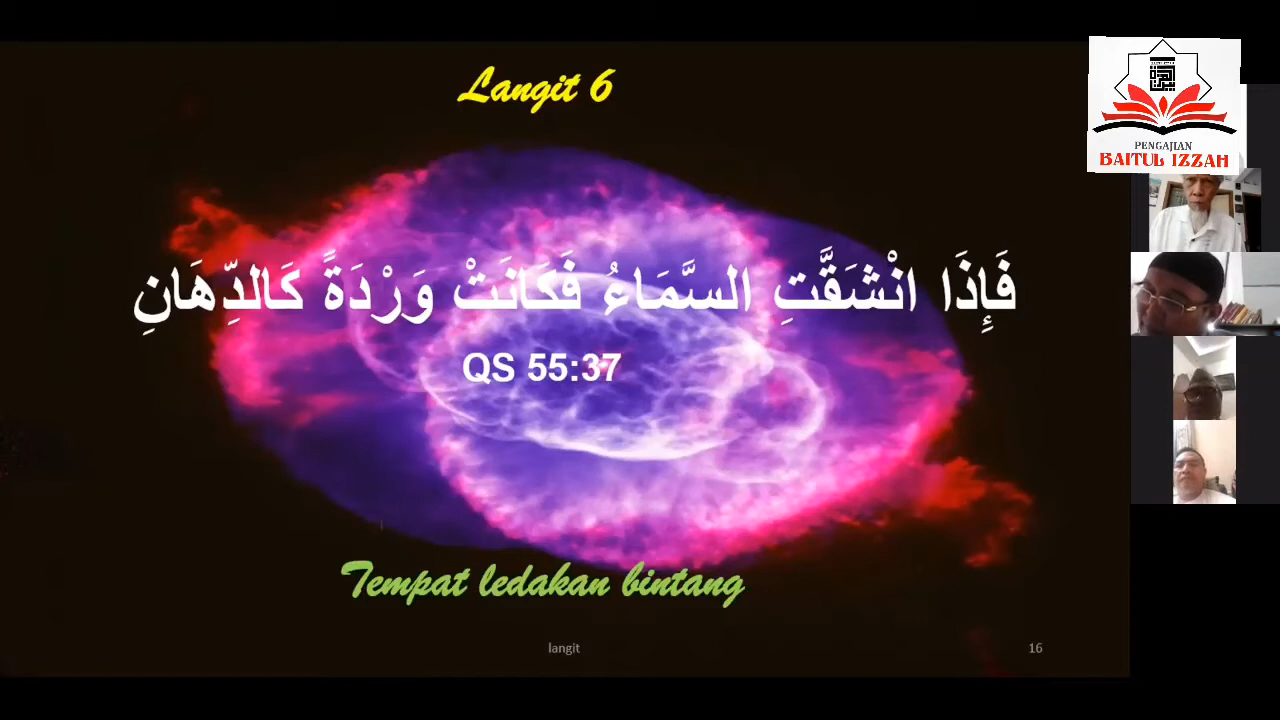 Langit 6
فَإِذَا انْشَقَّتِ السَّمَاءُ فَكَانَتْ وَرْدَةً كَالدِّهَانِ
QS 55:37
Tempat ledakan bintang
langit
16
PENGAJIAN
BAITUL IZZAH